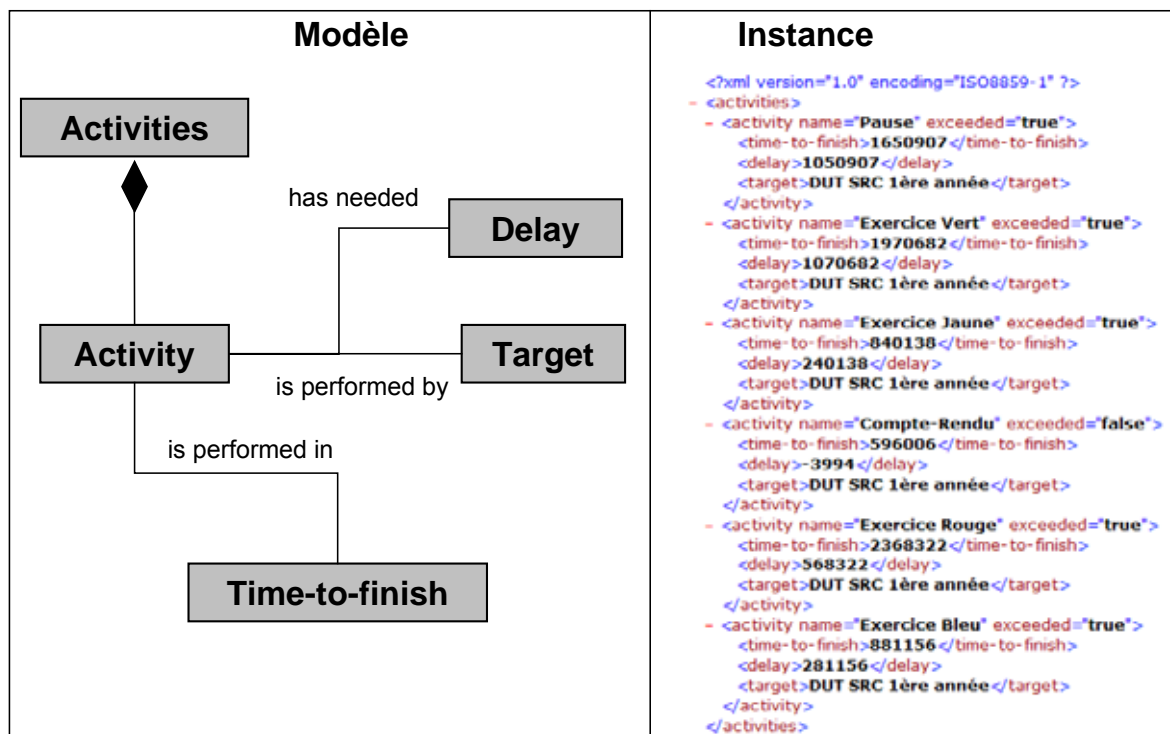 Modèle
Activities
has needed
Delay
Activity
Target
is performed by
is performed in
Time-to-finish
Instance
<?xml version="1.0" encoding="ISO8859-1" ?>
- <activities>
- <activity name="Pause" exceeded="true">
<time-to-finish>1650907</time-to-finish>
<delay>1050907</delay>
<target>DUT SRC 1ère année</target>
</activity>
- <activity name="Exercice Vert" exceeded="true">
<time-to-finish>1970682</time-to-finish>
<delay>1070682</delay>
<target>DUT SRC 1ère année</target>
</activity>
- <activity name="Exercice Jaune" exceeded="true">
<time-to-finish>840138</time-to-finish>
<delay>240138</delay>
<target>DUT SRC 1ère année</target>
</activity>
- <activity name="Compte-Rendu" exceeded="false">
<time-to-finish>596006</time-to-finish>
<delay>-3994</delay>
<target>DUT SRC 1ère année</target>
</activity>
- <activity name="Exercice Rouge" exceeded="true">
<time-to-finish>2368322</time-to-finish>
<delay>568322</delay>
<target>DUT SRC 1ère année</target>
</activity>
- <activity name="Exercice Bleu" exceeded="true">
<time-to-finish>881156</time-to-finish>
<delay>281156</delay>
<target>DUT SRC 1ère année</target>
</activity>
</activities>